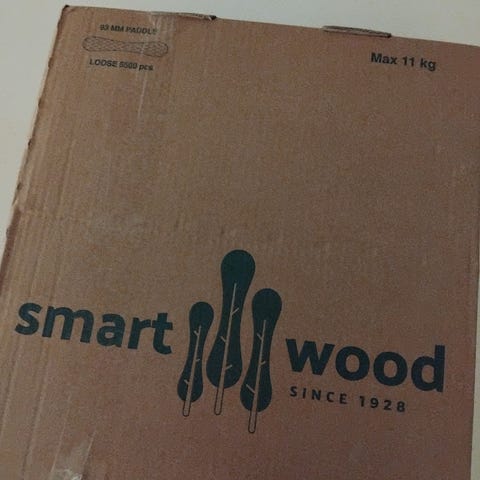 93 MM PADDLE
LOOSE 5500 pcs
Max 11 kg
smart wood
SINCE 1928